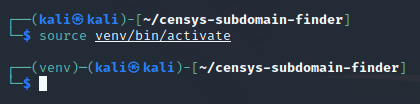 ┌──(kali㉿kali)-[~/censys-subdomain-finder]
└─$ source venv/bin/activate
┌──(venv)─(kali㉿kali)-[~/censys-subdomain-finder]
└─$